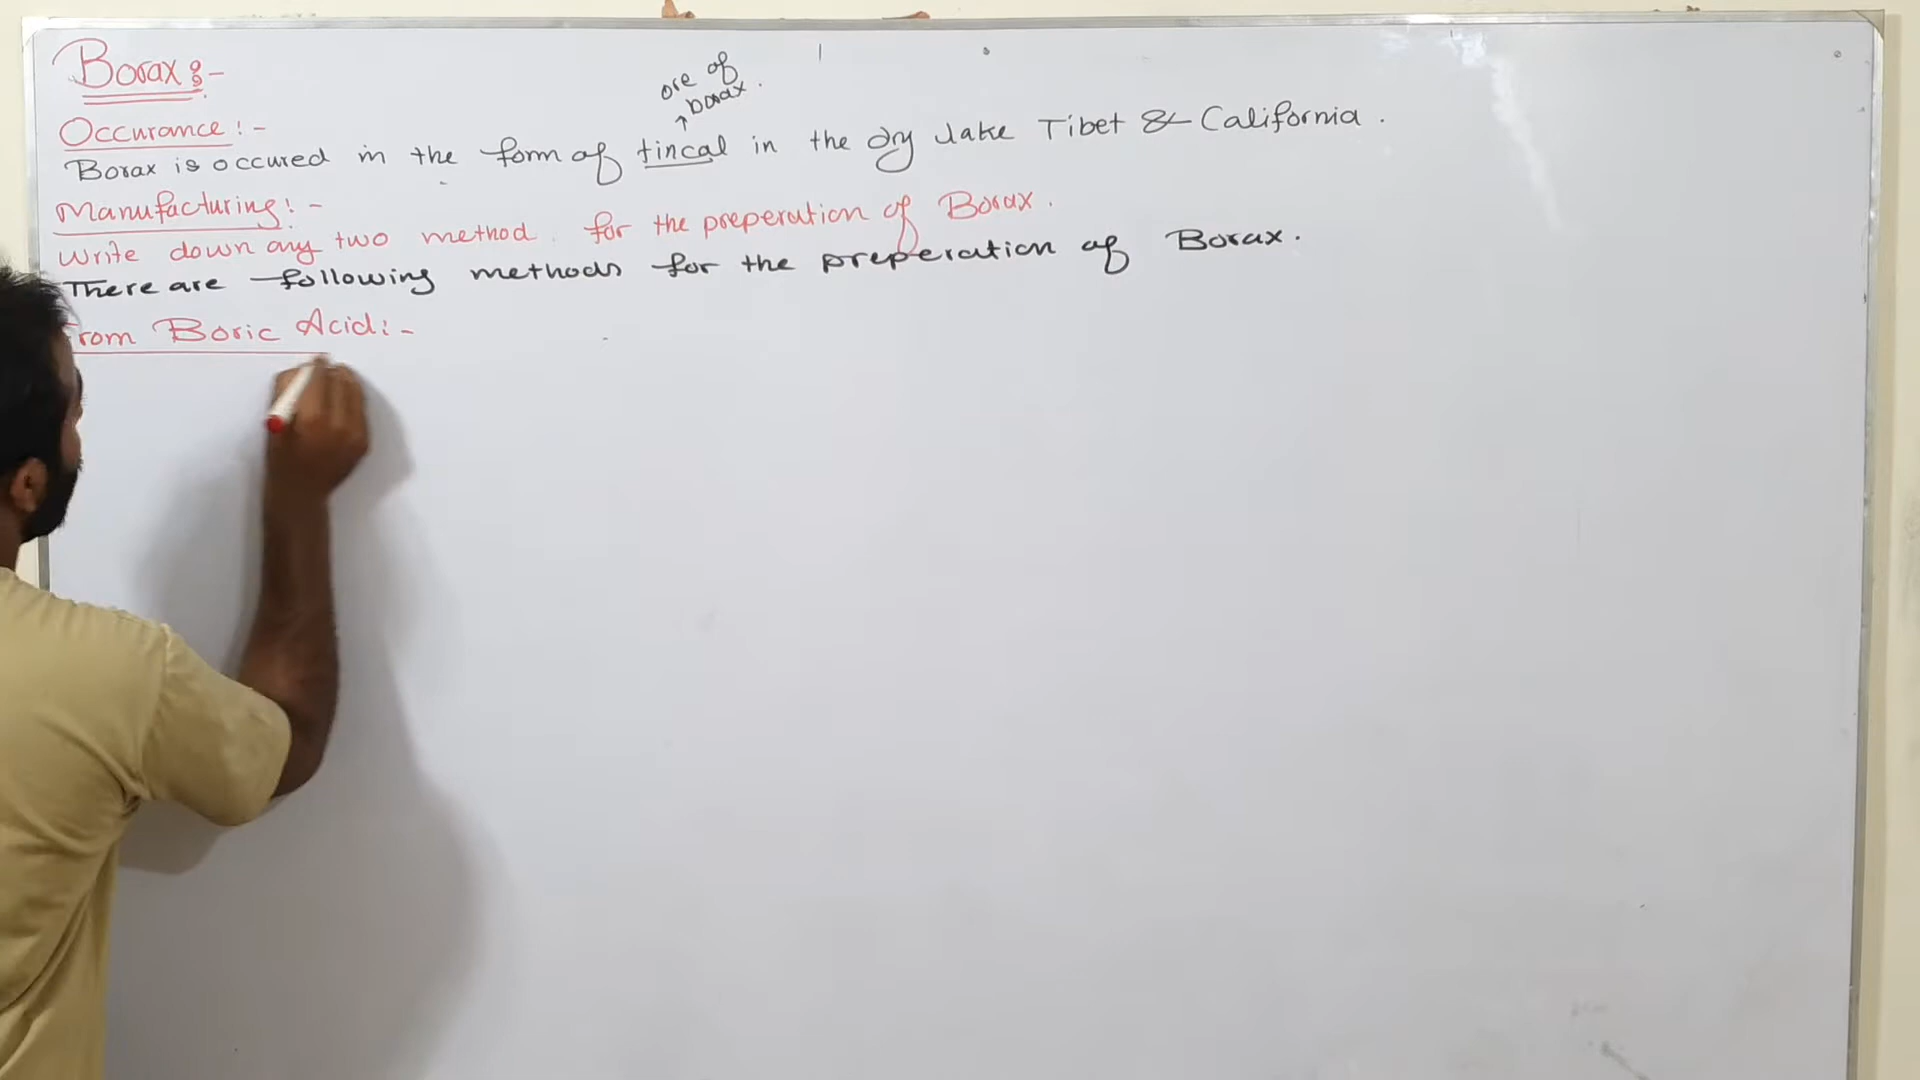 Borax :-
ore of
borax.
Occurance :-
Borax is occured in the form of tincal in the dry lake Tibet & California.
Manufacturing :-
Write down any two method. for the preperation of Borax.
There are following methods for the preperation of Borax.
From Boric Acid :-